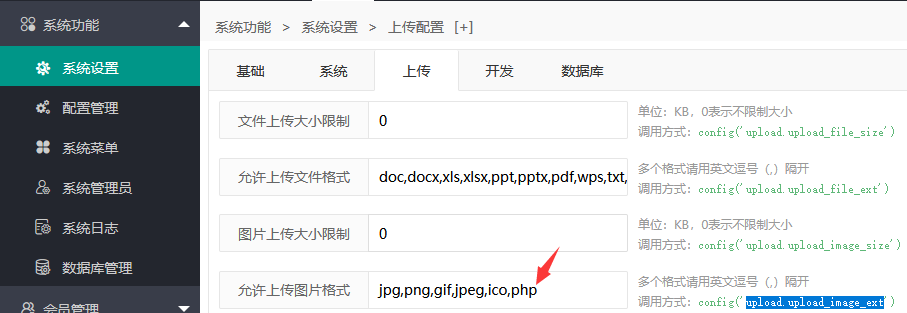 系统功能
系统设置
配置管理
系统菜单
系统管理员
系统日志
数据库管理
会员管理
系统功能 > 系统设置 > 上传配置 [+]
基础 系统 上传 开发 数据库
文件上传大小限制 0
单位：KB，0表示不限制大小
调用方式：config('upload.upload_file_size')
允许上传文件格式 doc,docx,xls,xlsx,ppt,pptx,pdf,wps,txt,
多个格式请用英文逗号（,）隔开
调用方式：config('upload.upload_file_ext')
图片上传大小限制 0
单位：KB，0表示不限制大小
调用方式：config('upload.upload_image_size')
允许上传图片格式 jpg,png,gif,jpeg,ico,php
多个格式请用英文逗号（,）隔开
调用方式：config('upload.upload_image_ext')